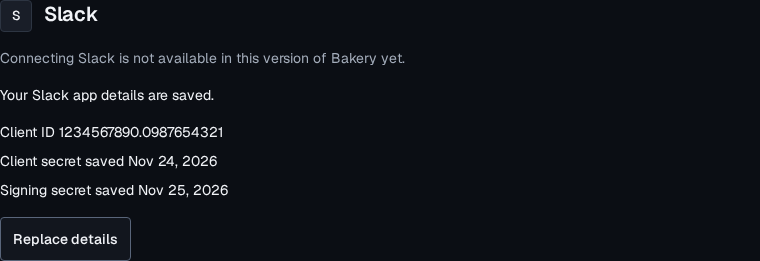 S
Slack
Connecting Slack is not available in this version of Bakery yet.
Your Slack app details are saved.
Client ID 1234567890.0987654321
Client secret saved Nov 24, 2026
Signing secret saved Nov 25, 2026
Replace details